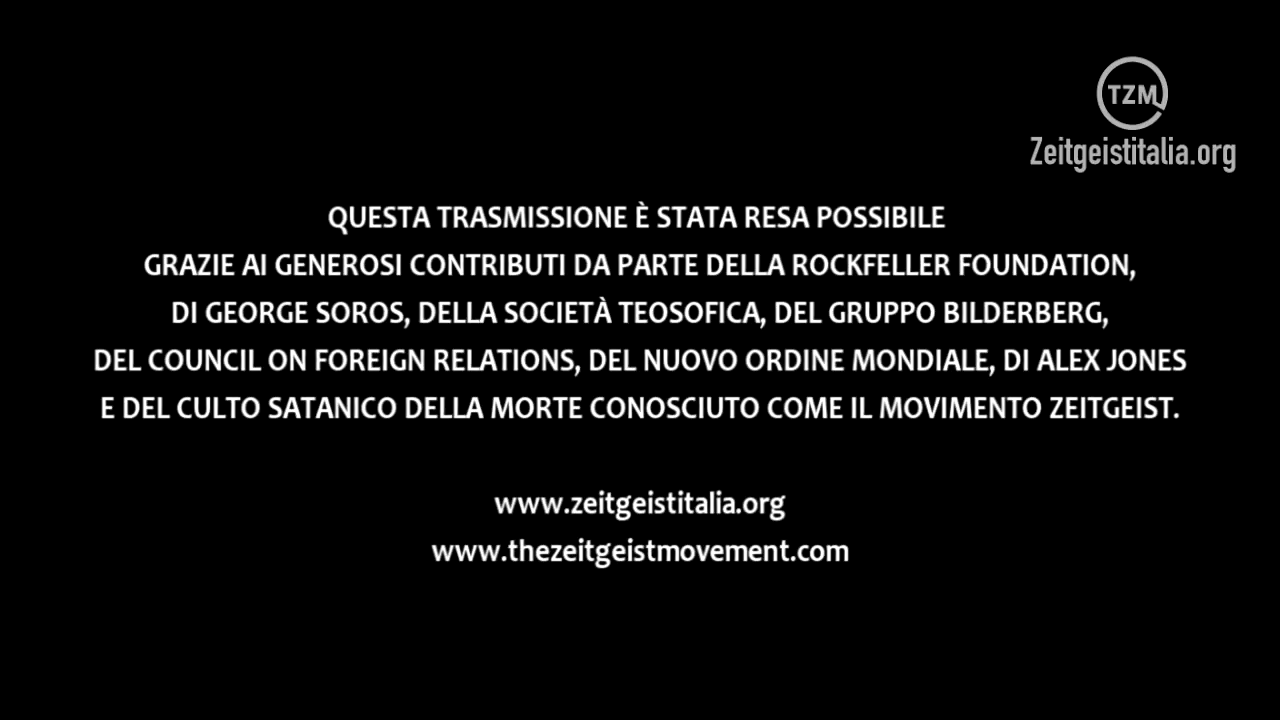 TZM
Zeitgeistitalia.org
QUESTA TRASMISSIONE È STATA RESA POSSIBILE
GRAZIE AI GENEROSI CONTRIBUTI DA PARTE DELLA ROCKFELLER FOUNDATION,
DI GEORGE SOROS, DELLA SOCIETÀ TEOSOFICA, DEL GRUPPO BILDERBERG,
DEL COUNCIL ON FOREIGN RELATIONS, DEL NUOVO ORDINE MONDIALE, DI ALEX JONES
E DEL CULTO SATANICO DELLA MORTE CONOSCIUTO COME IL MOVIMENTO ZEITGEIST.
www.zeitgeistitalia.org
www.thezeitgeistmovement.com